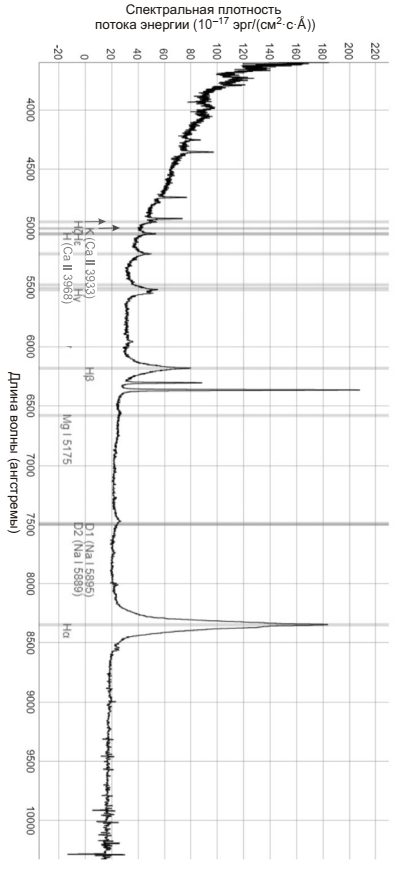 Спектральная плотность
потока энергии (10⁻¹⁷ эрг/(см²·с·Å))
-20 0 20 40 60 80 100 120 140 160 180 200 220
4000
4500
5000
5500
6000
6500
7000
7500
8000
8500
9000
9500
10000
K (Ca II 3933)
HζHε
H (Ca II 3968)
Hγ
Hβ
Mg I 5175
D1 (Na I 5895)
D2 (Na I 5889)
Hα
Длина волны (ангстремы)